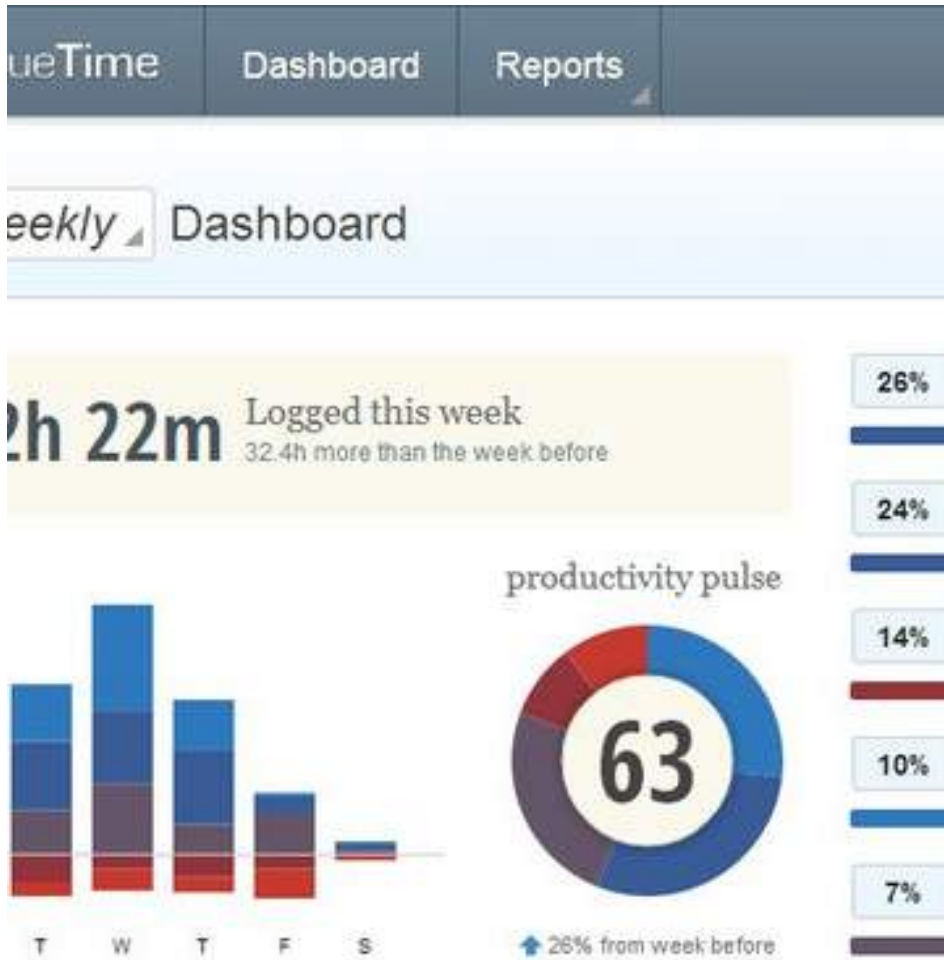 ueTime
Dashboard
Reports
eekly Dashboard
2h 22m
Logged this week
32.4h more than the week before
26%
24%
14%
10%
7%
productivity pulse
63
26% from week before
T W T F S